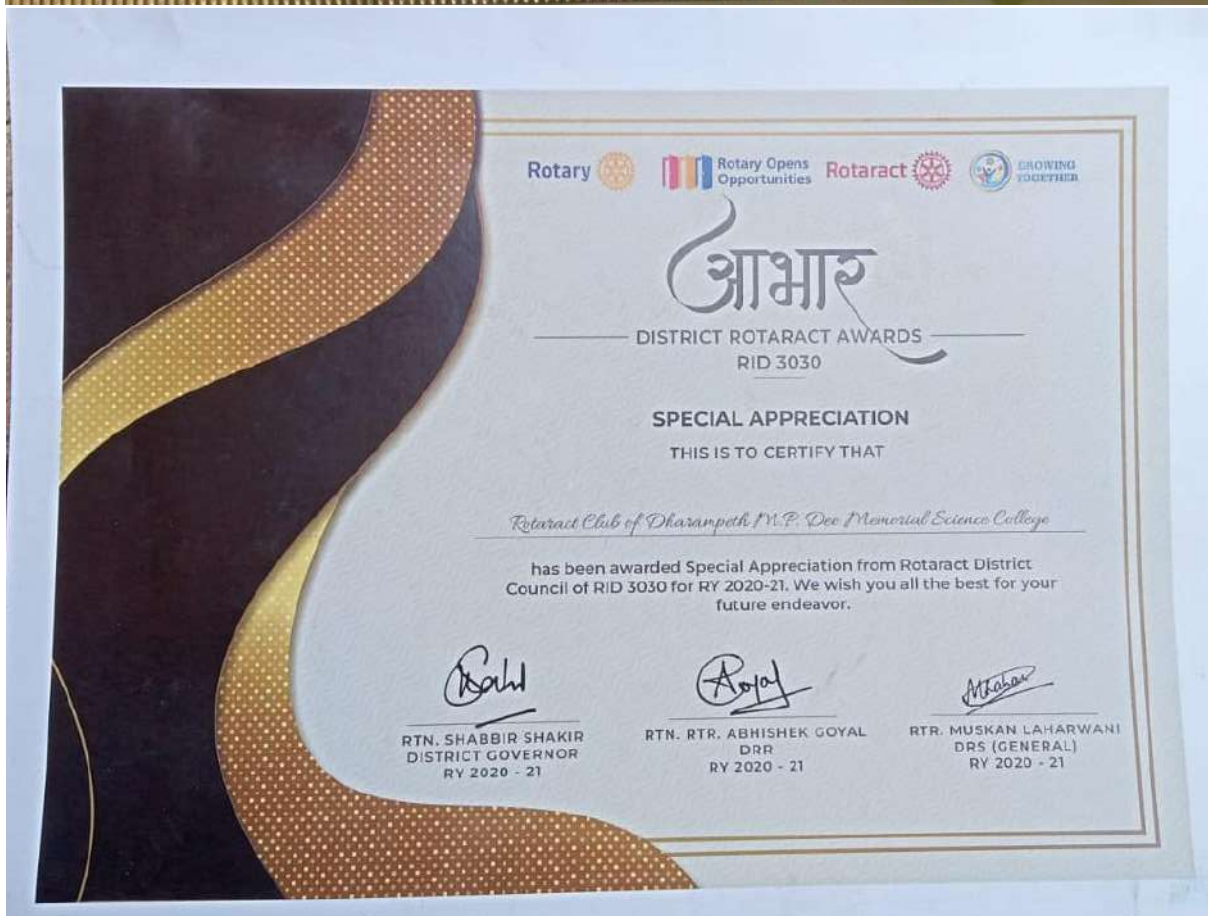 Rotary
Rotary Opens
Opportunities
Rotaract
GROWING
TOGETHER
आभार
DISTRICT ROTARACT AWARDS
RID 3030
SPECIAL APPRECIATION
THIS IS TO CERTIFY THAT
Rotaract Club of Dharampeth M.P. Deo Memorial Science College
has been awarded Special Appreciation from Rotaract District
Council of RID 3030 for RY 2020-21. We wish you all the best for your
future endeavor.
RTN. SHABBIR SHAKIR
DISTRICT GOVERNOR
RY 2020 - 21
RTN. RTR. ABHISHEK GOYAL
DRR
RY 2020 - 21
RTR. MUSKAN LAHARWANI
DRS (GENERAL)
RY 2020 - 21